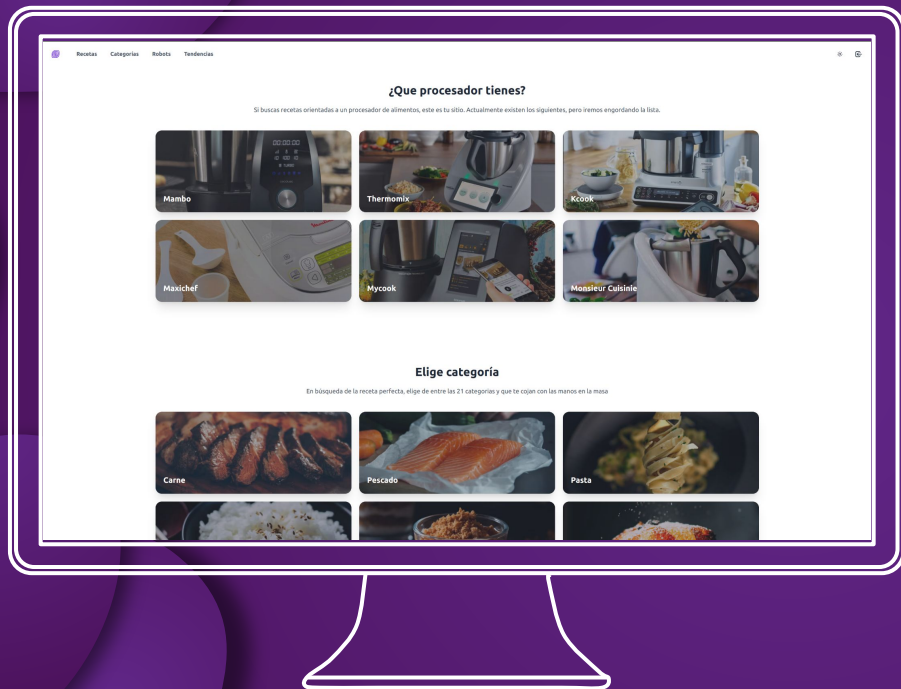 Recetas Categorías Robots Tendencias
¿Que procesador tienes?
Si buscas recetas orientadas a un procesador de alimentos, este es tu sitio. Actualmente existen los siguientes, pero iremos engordando la lista.
Mambo
Thermomix
Kcook
Maxichef
Mycook
Monsieur Cuisinie
Elige categoría
En búsqueda de la receta perfecta, elige de entre las 21 categorías y que te cojan con las manos en la masa
Carne
Pescado
Pasta